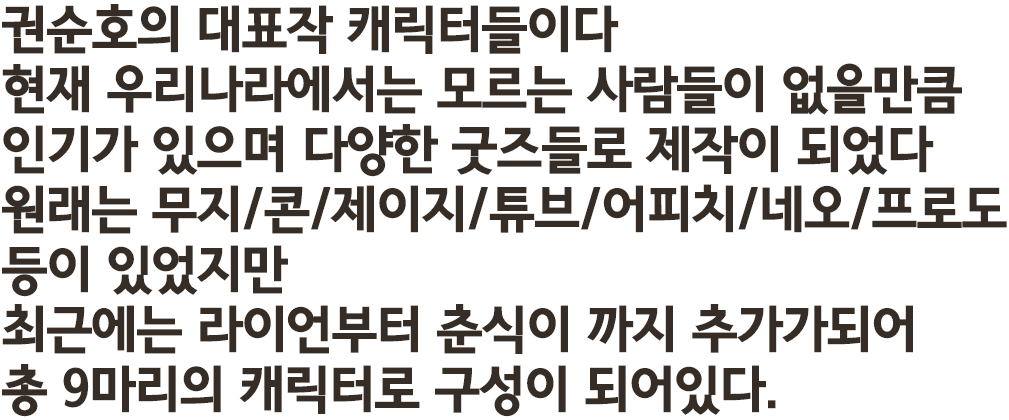 권순호의 대표작 캐릭터들이다
현재 우리나라에서는 모르는 사람들이 없을만큼
인기가 있으며 다양한 굿즈들로 제작이 되었다
원래는 무지/콘/제이지/튜브/어피치/네오/프로도
등이 있었지만
최근에는 라이언부터 춘식이 까지 추가가되어
총 9마리의 캐릭터로 구성이 되어있다.